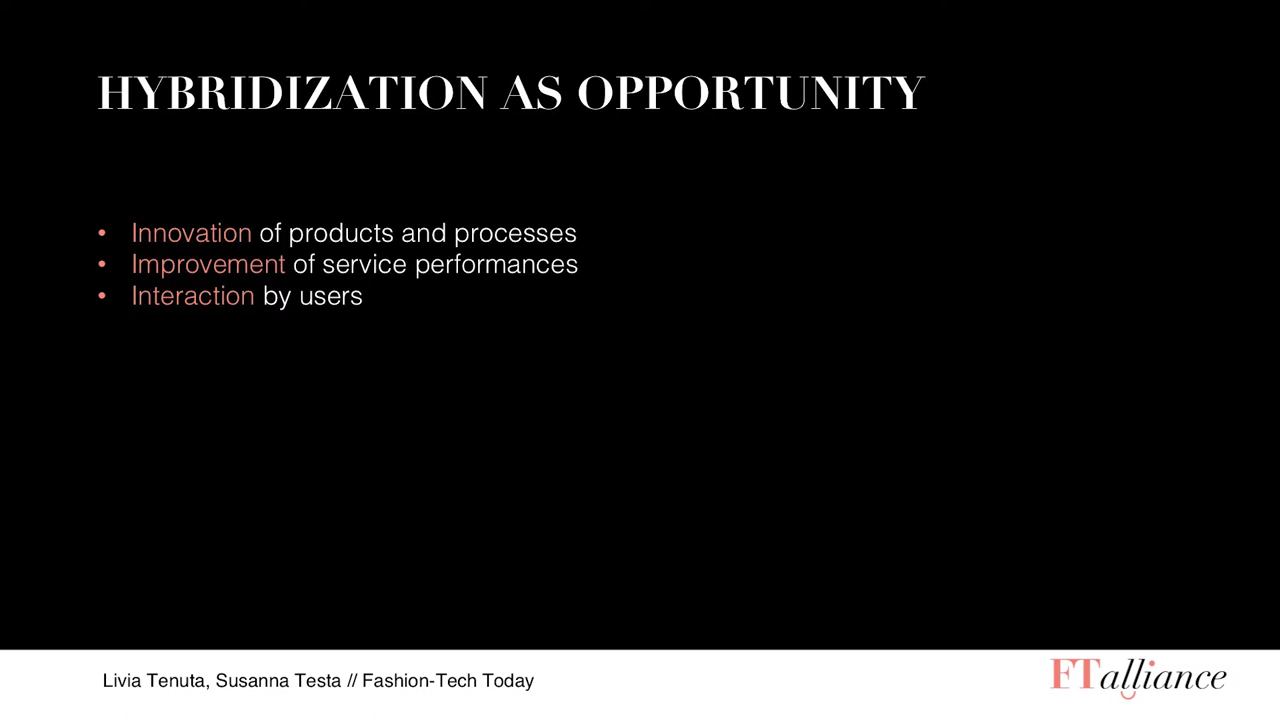 HYBRIDIZATION AS OPPORTUNITY
• Innovation of products and processes
• Improvement of service performances
• Interaction by users
Livia Tenuta, Susanna Testa // Fashion-Tech Today
FTalliance